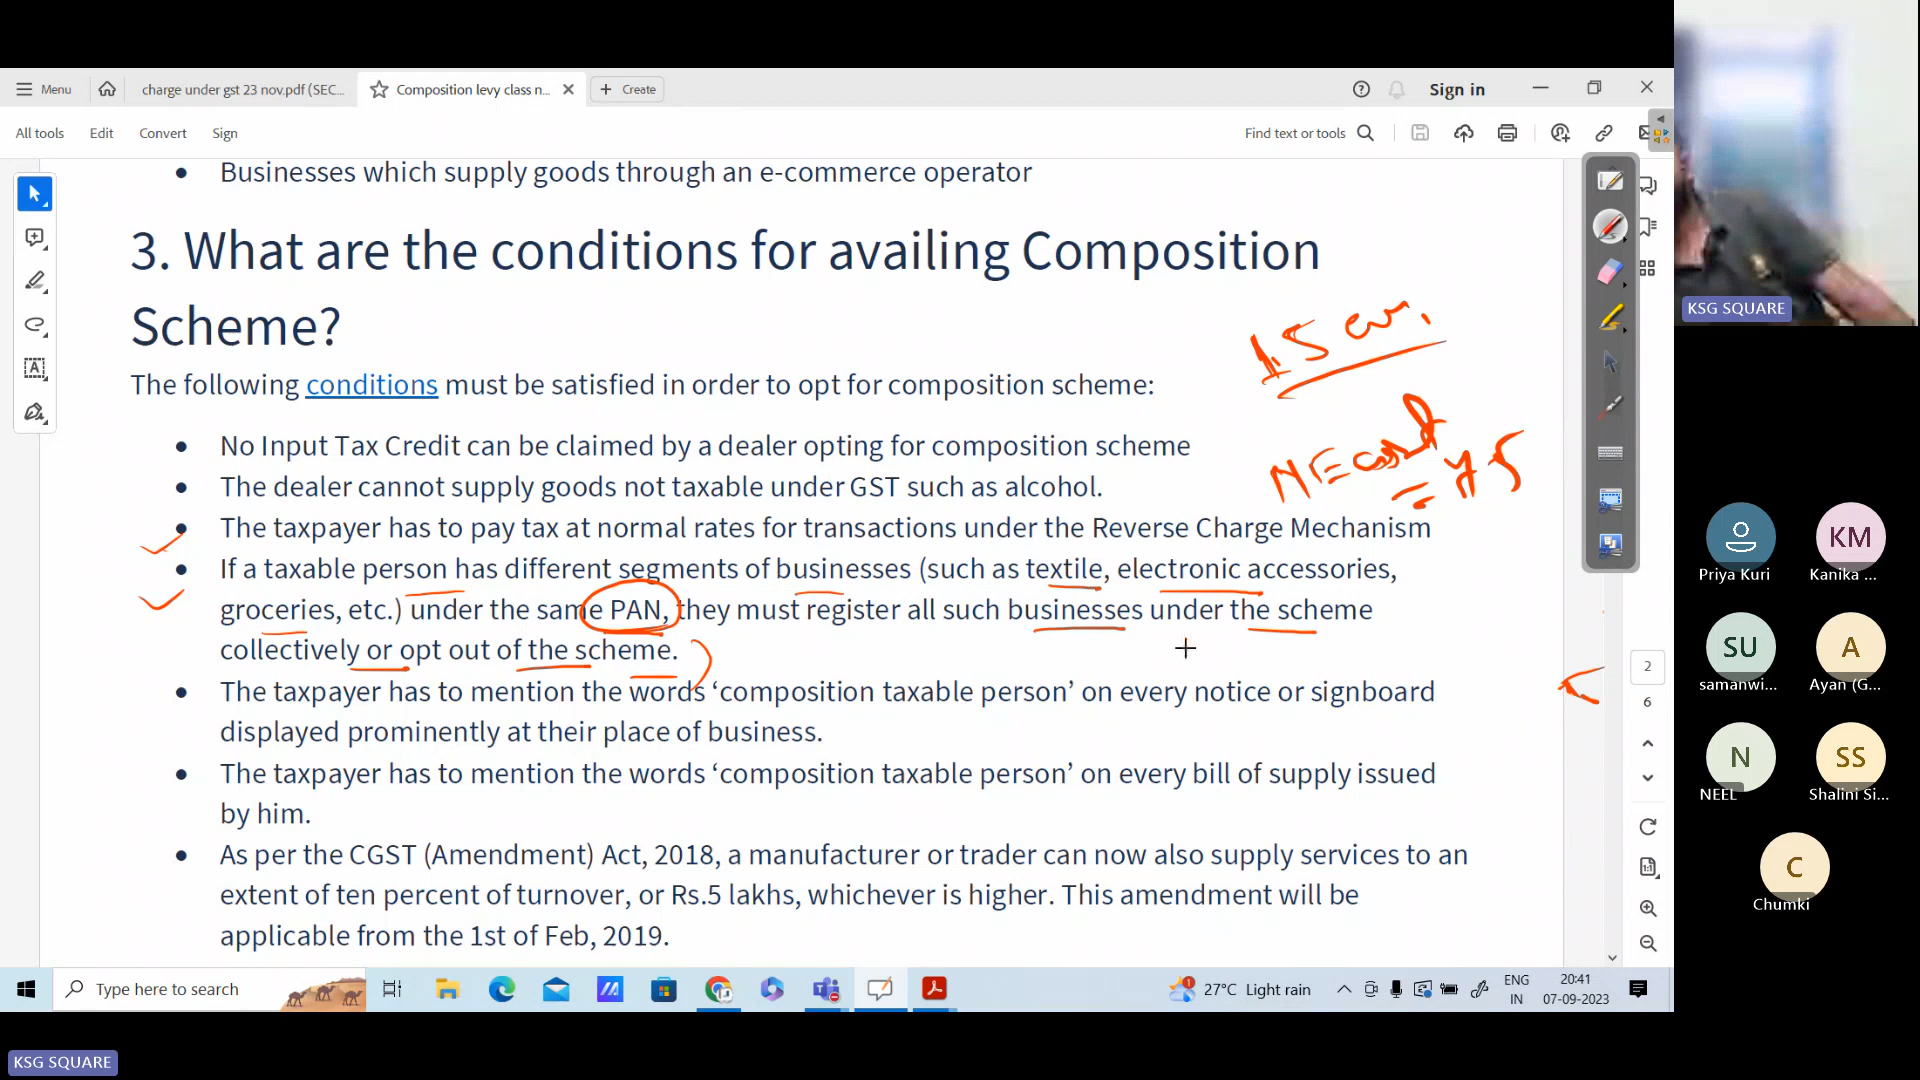 Menu
charge under gst 23 nov.pdf (SEC...
Composition levy class n...
Create
Sign in
All tools
Edit
Convert
Sign
Find text or tools
Businesses which supply goods through an e-commerce operator
3. What are the conditions for availing Composition
Scheme?
1.5 cr.
The following conditions must be satisfied in order to opt for composition scheme:
No Input Tax Credit can be claimed by a dealer opting for composition scheme
The dealer cannot supply goods not taxable under GST such as alcohol.
The taxpayer has to pay tax at normal rates for transactions under the Reverse Charge Mechanism
If a taxable person has different segments of businesses (such as textile, electronic accessories,
groceries, etc.) under the same PAN, they must register all such businesses under the scheme
collectively or opt out of the scheme.
The taxpayer has to mention the words ‘composition taxable person’ on every notice or signboard
displayed prominently at their place of business.
The taxpayer has to mention the words ‘composition taxable person’ on every bill of supply issued
by him.
As per the CGST (Amendment) Act, 2018, a manufacturer or trader can now also supply services to an
extent of ten percent of turnover, or Rs.5 lakhs, whichever is higher. This amendment will be
applicable from the 1st of Feb, 2019.
2
6
1:1
KSG SQUARE
Priya Kuri
KM
Kanika ...
SU
samanwi...
A
Ayan (G...
N
NEEL
SS
Shalini Si...
C
Chumki
Type here to search
1
27°C Light rain
ENG
IN
20:41
07-09-2023
KSG SQUARE